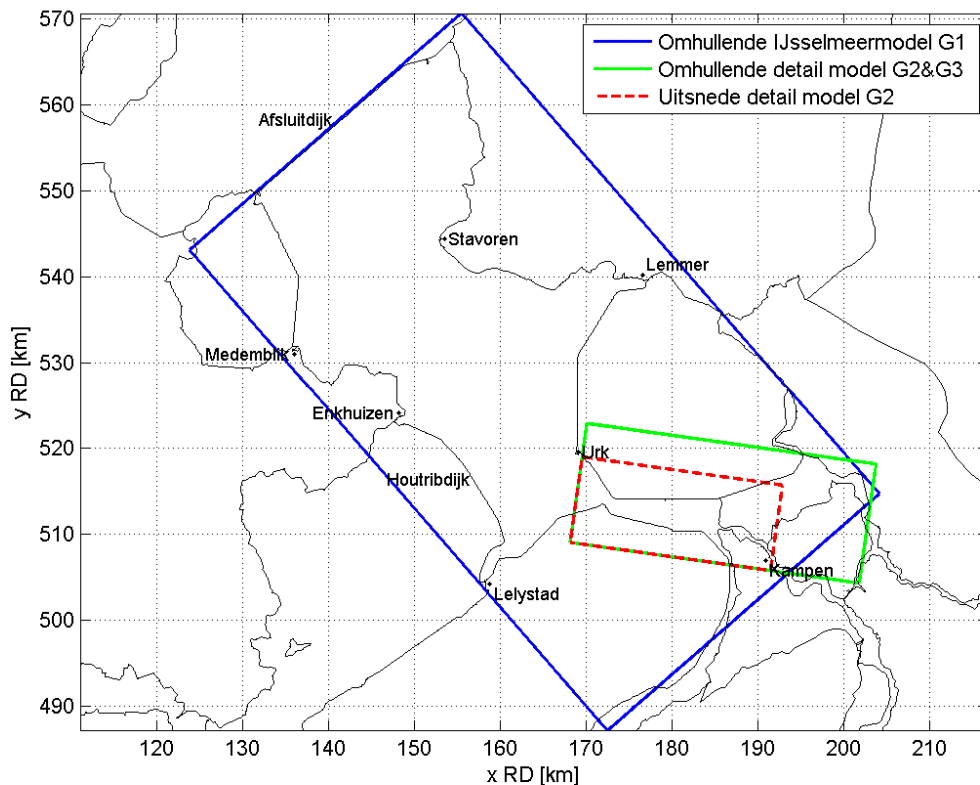 570
560
550
540
530
520
510
500
490
y RD [km]
120
130
140
150
160
170
180
190
200
210
x RD [km]
Omhullende IJsselmeermodel G1
Omhullende detail model G2&G3
Uitsnede detail model G2
Afsluitdijk
Stavoren
Lemmer
Medemblik
Enkhuizen
Urk
Houtribdijk
Kampen
Lelystad